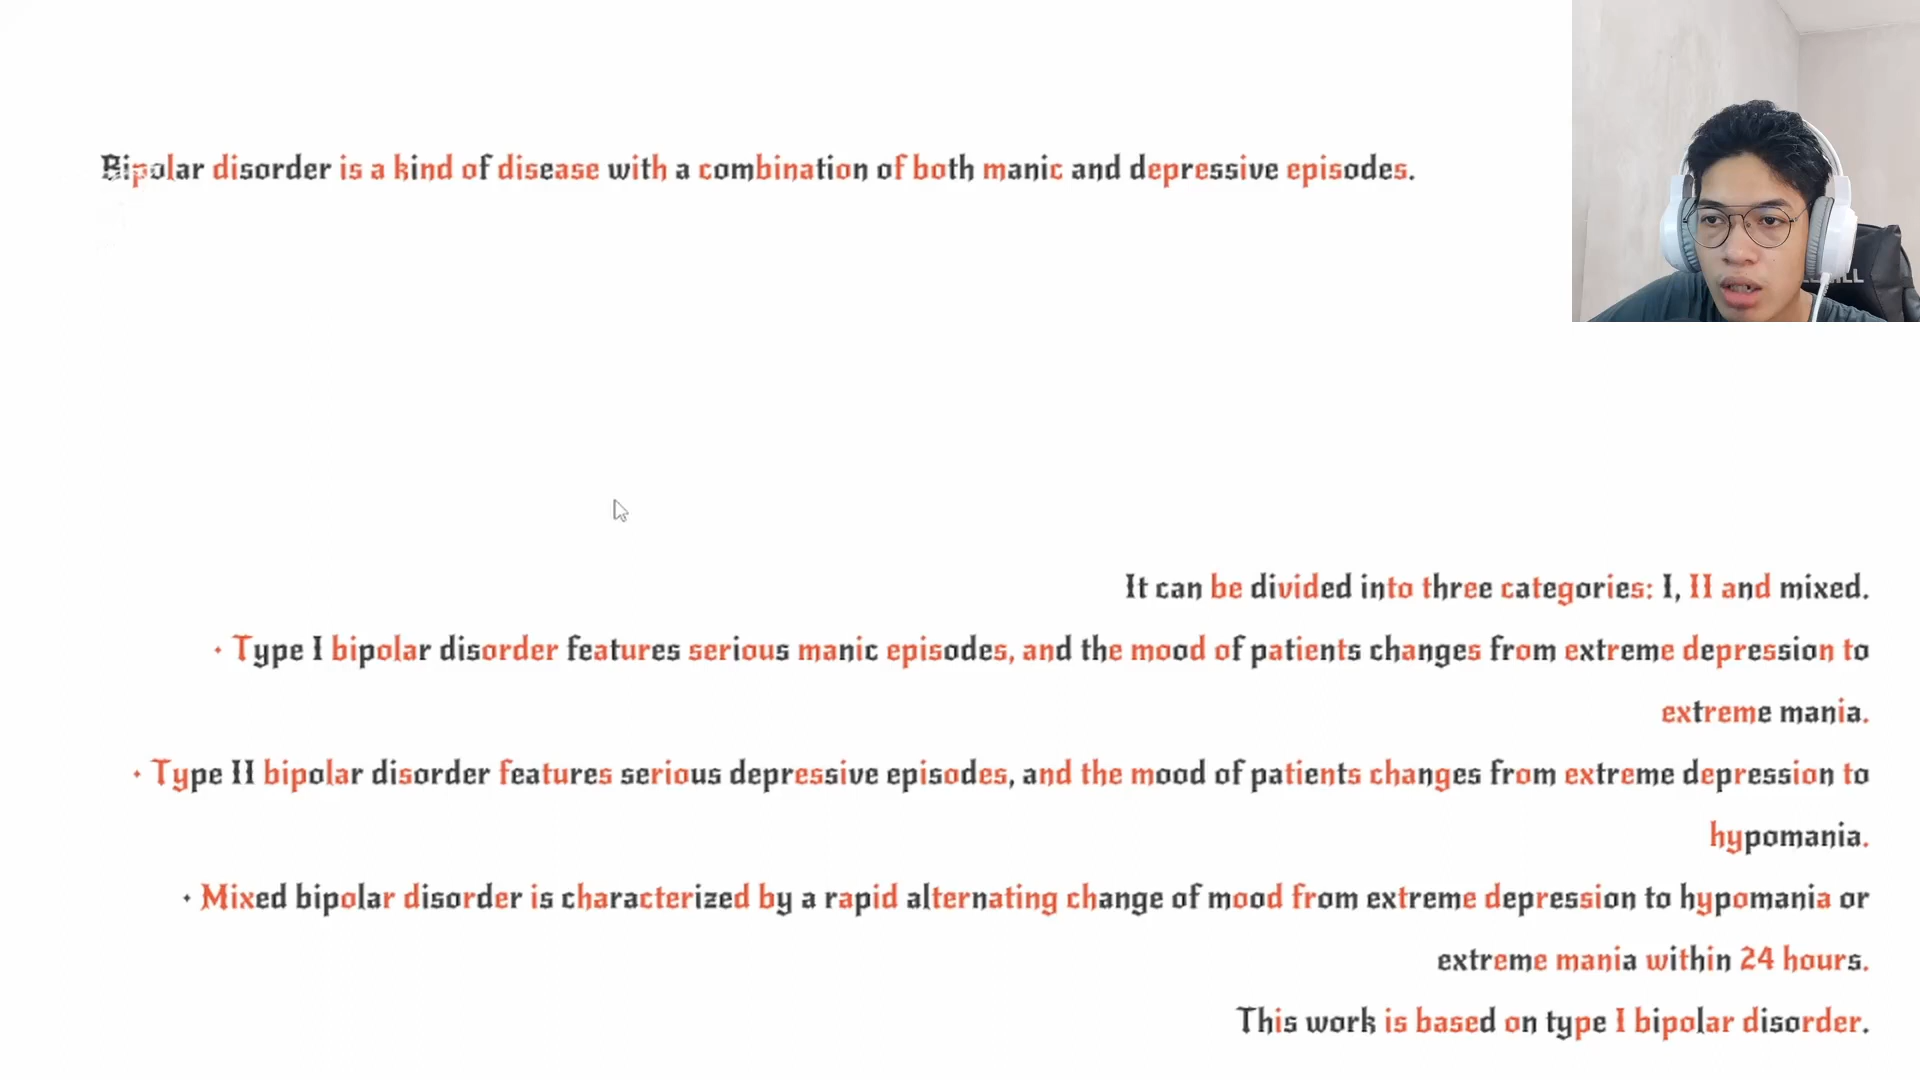 Bipolar disorder is a kind of disease with a combination of both manic and depressive episodes.
It can be divided into three categories: I, II and mixed.
· Type I bipolar disorder features serious manic episodes, and the mood of patients changes from extreme depression to
extreme mania.
· Type II bipolar disorder features serious depressive episodes, and the mood of patients changes from extreme depression to
hypomania.
· Mixed bipolar disorder is characterized by a rapid alternating change of mood from extreme depression to hypomania or
extreme mania within 24 hours.
This work is based on type I bipolar disorder.